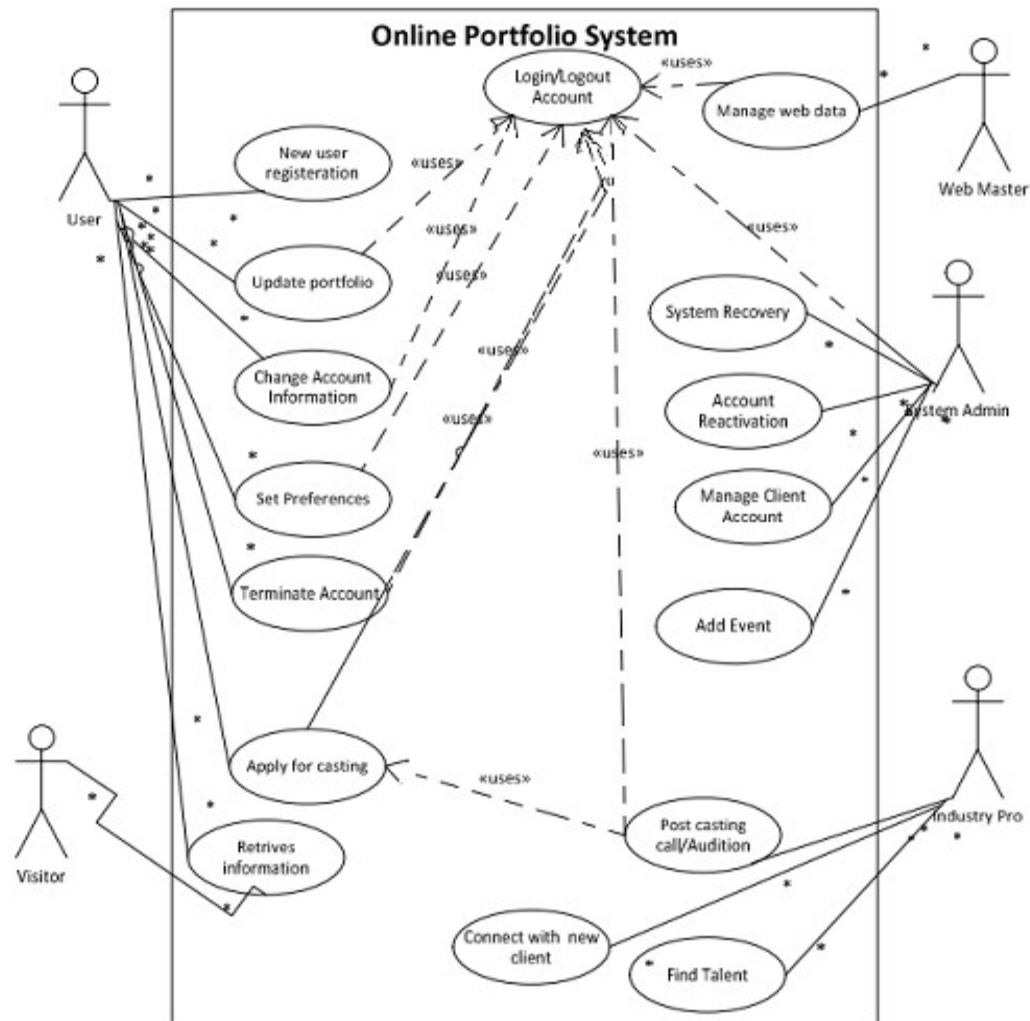 Online Portfolio System
Login/Logout
Account
«uses»
Manage web data
Web Master
New user
registeration
User
«uses»
«uses»
«uses»
«uses»
Update portfolio
System Recovery
«uses»
Change Account
Information
Account
Reactivation
System Admin
«uses»
«uses»
Set Preferences
Manage Client
Account
Terminate Account
Add Event
Apply for casting
«uses»
Post casting
call/Audition
Industry Pro
Retrives
information
Visitor
Connect with new
client
Find Talent